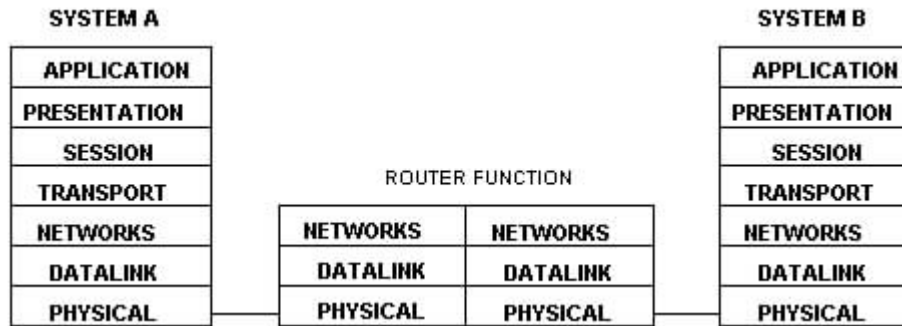 SYSTEM A
APPLICATION
PRESENTATION
SESSION
TRANSPORT
NETWORKS
DATALINK
PHYSICAL
ROUTER FUNCTION
NETWORKS NETWORKS
DATALINK DATALINK
PHYSICAL PHYSICAL
SYSTEM B
APPLICATION
PRESENTATION
SESSION
TRANSPORT
NETWORKS
DATALINK
PHYSICAL